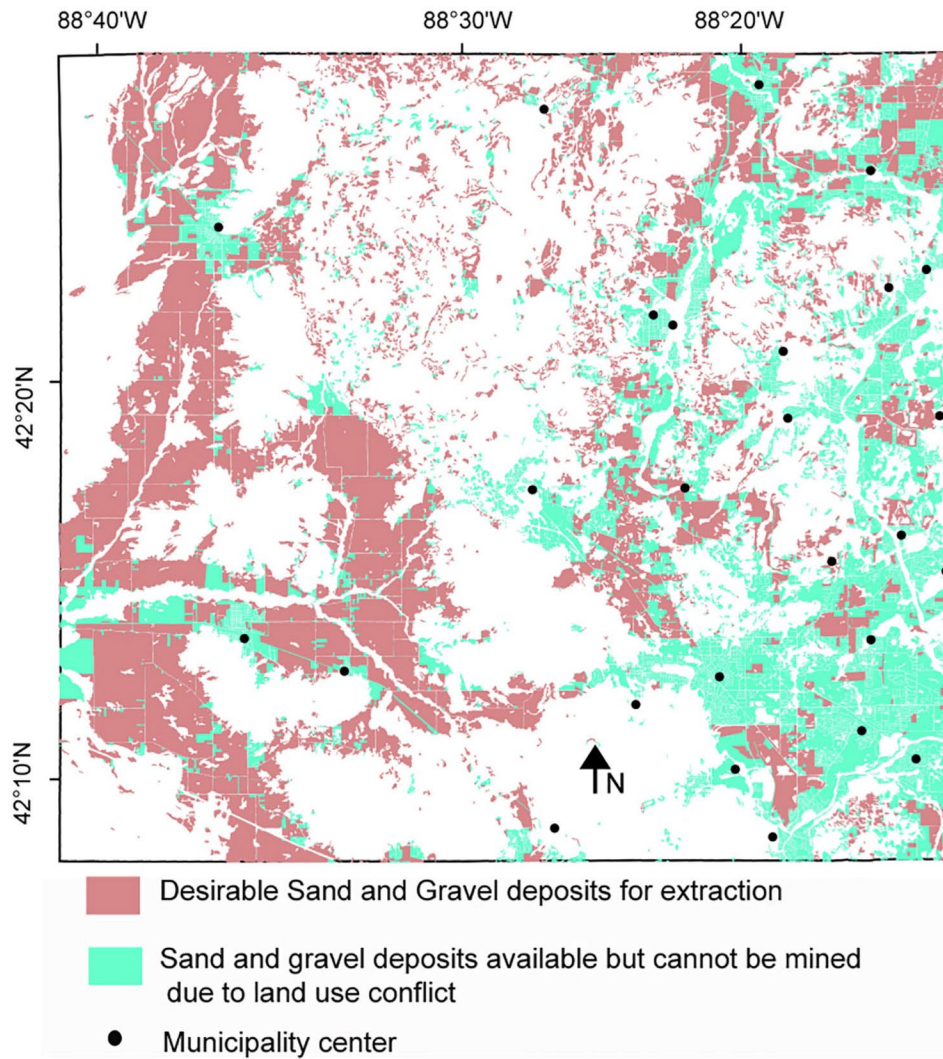 88°40'W 88°30'W 88°20'W
42°20'N
42°10'N
N
Desirable Sand and Gravel deposits for extraction
Sand and gravel deposits available but cannot be mined
due to land use conflict
Municipality center